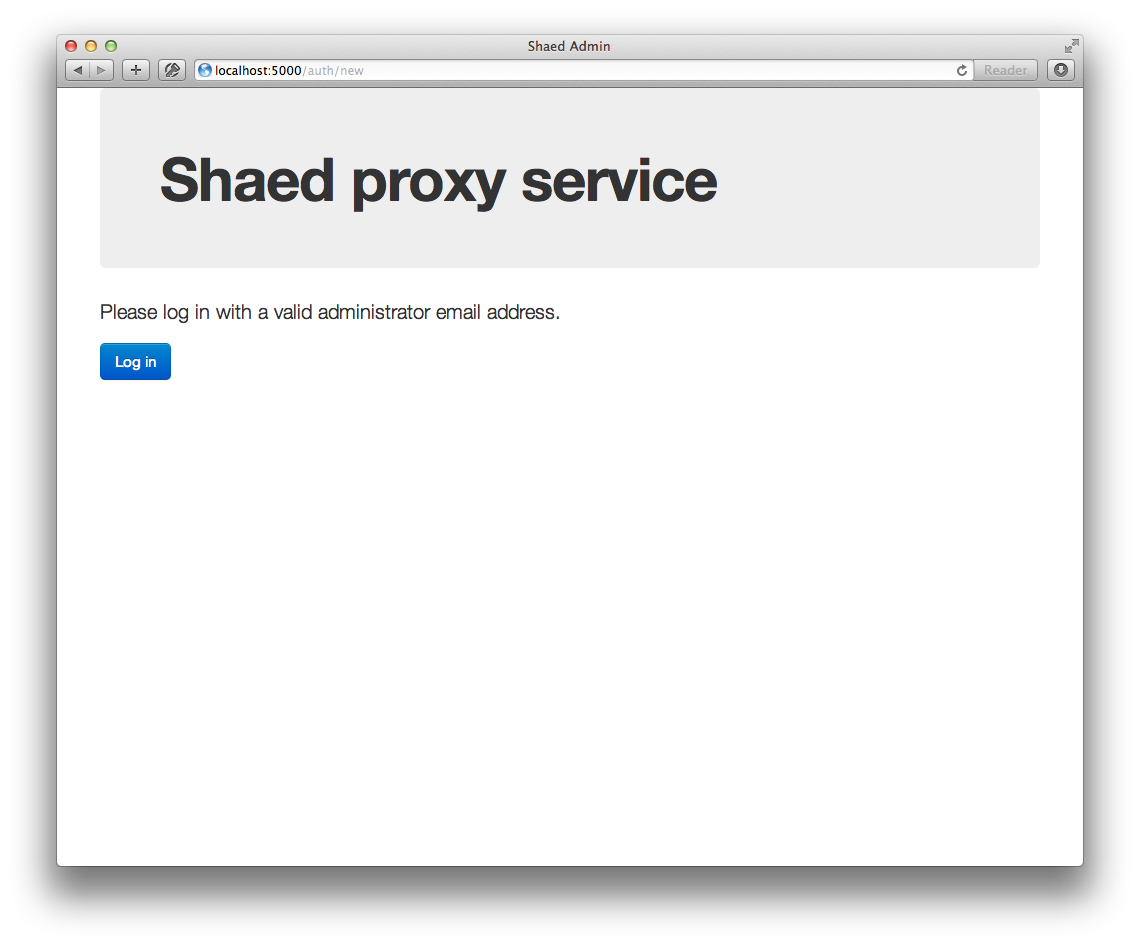 Shaed Admin
localhost:5000/auth/new
Reader
Shaed proxy service
Please log in with a valid administrator email address.
Log in